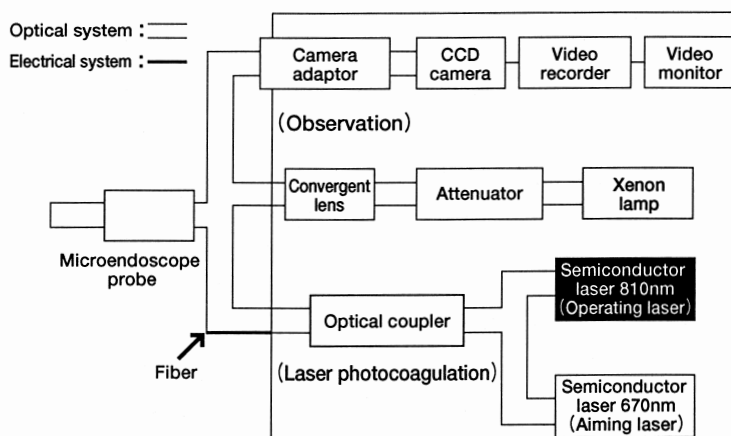 Optical system :
Electrical system :
Camera
adaptor
CCD
camera
Video
recorder
Video
monitor
(Observation)
Convergent
lens
Attenuator
Xenon
lamp
Microendoscope
probe
Semiconductor
laser 810nm
(Operating laser)
Optical coupler
Fiber
(Laser photocoagulation)
Semiconductor
laser 670nm
(Aiming laser)